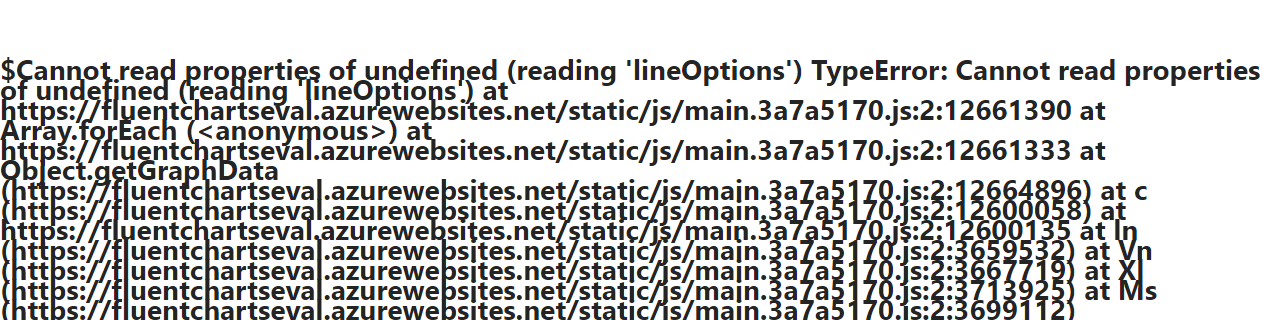 $Cannot read properties of undefined (reading 'lineOptions') TypeError: Cannot read properties
of undefined (reading 'lineOptions') at
https://fluentchartseval.azurewebsites.net/static/js/main.3a7a5170.js:2:12661390 at
Array.forEach (<anonymous>) at
https://fluentchartseval.azurewebsites.net/static/js/main.3a7a5170.js:2:12661333 at
Object.getGraphData
(https://fluentchartseval.azurewebsites.net/static/js/main.3a7a5170.js:2:12664896) at c
(https://fluentchartseval.azurewebsites.net/static/js/main.3a7a5170.js:2:12600058) at
https://fluentchartseval.azurewebsites.net/static/js/main.3a7a5170.js:2:12600135 at ln
(https://fluentchartseval.azurewebsites.net/static/js/main.3a7a5170.js:2:3659532) at Vn
(https://fluentchartseval.azurewebsites.net/static/js/main.3a7a5170.js:2:3667719) at Xl
(https://fluentchartseval.azurewebsites.net/static/js/main.3a7a5170.js:2:3713925) at Ms
(https://fluentchartseval.azurewebsites.net/static/js/main.3a7a5170.js:2:3699112)